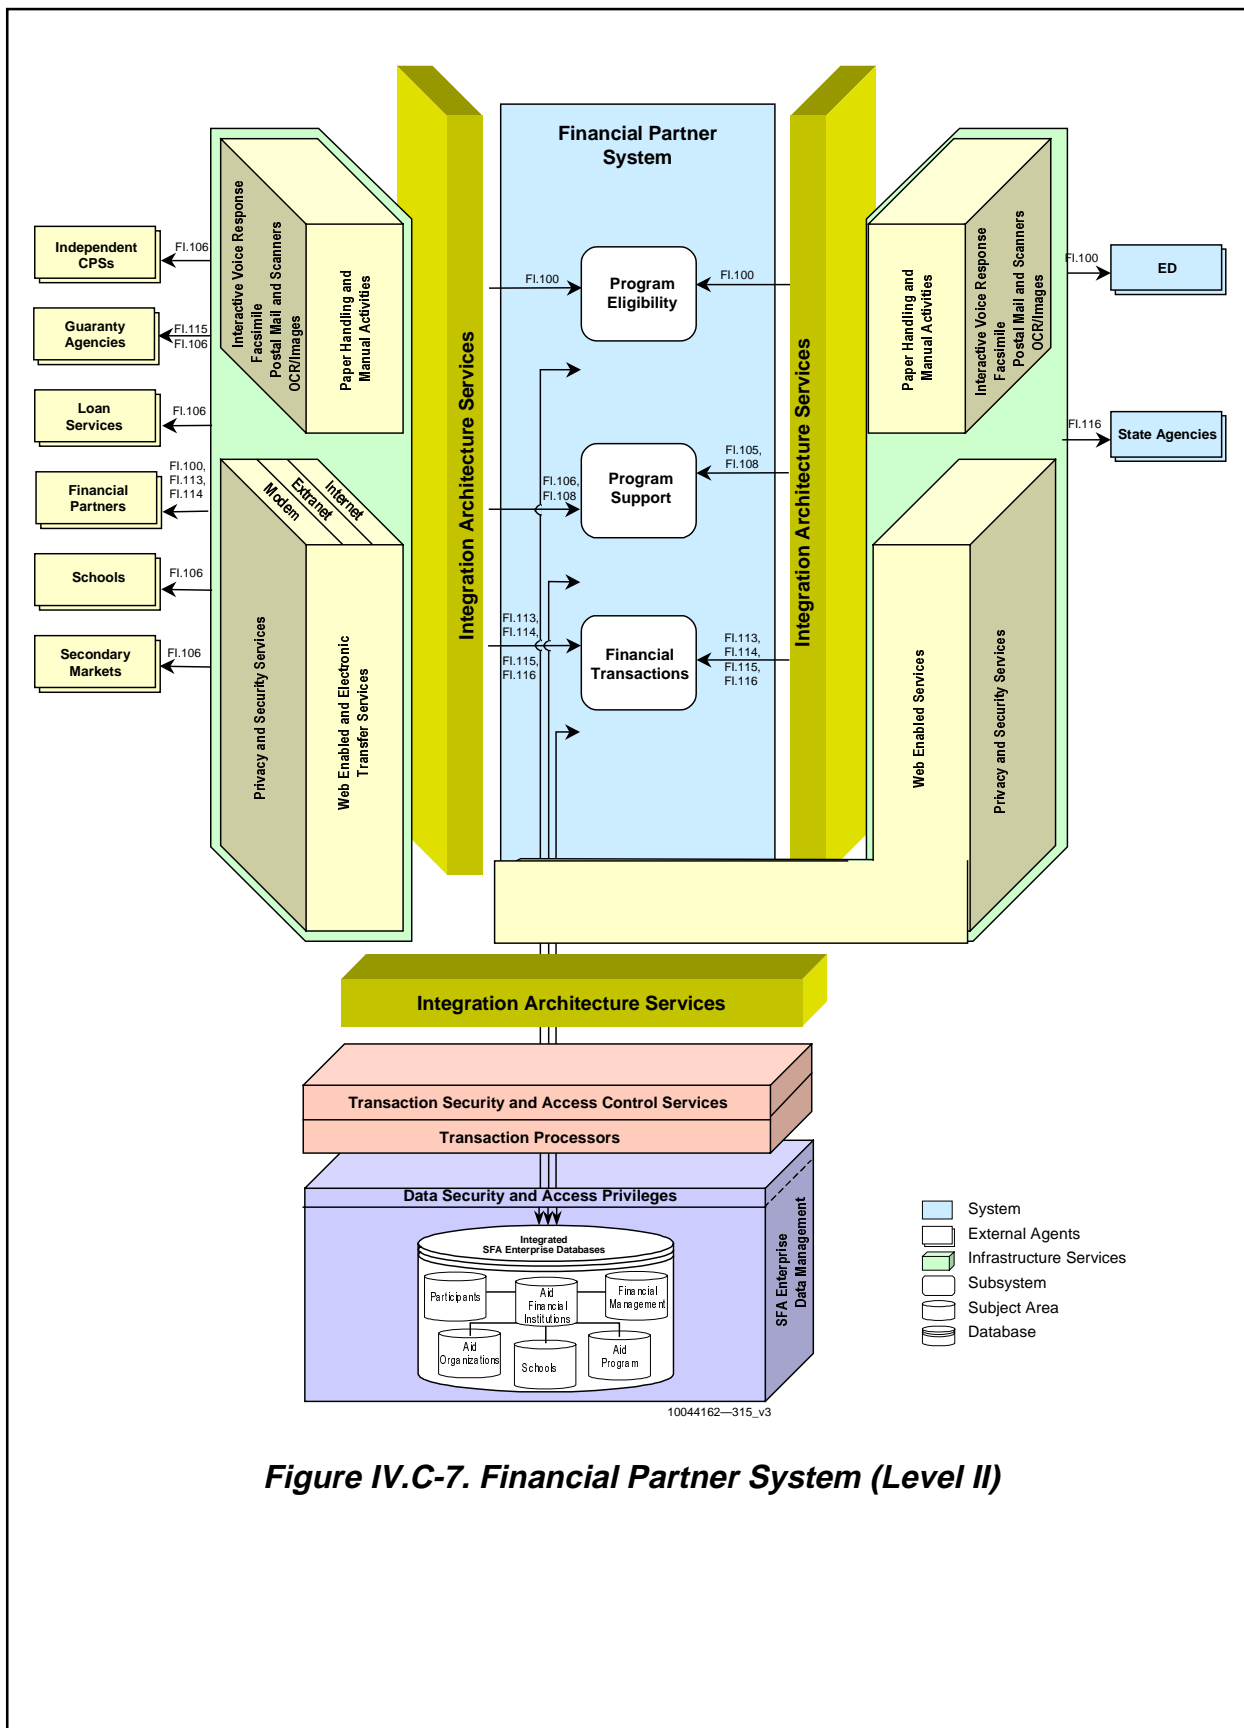 Financial Partner
System
Independent
CPSs
FI.106
Guaranty
Agencies
FI.115
FI.106
Loan
Services
FI.106
Financial
Partners
FI.100,
FI.113,
FI.114
Schools
FI.106
Secondary
Markets
FI.106
Interactive Voice Response
Facsimile
Postal Mail and Scanners
OCR/Images
Paper Handling and
Manual Activities
Modem
Extranet
Internet
Privacy and Security Services
Web Enabled and Electronic
Transfer Services
Integration Architecture Services
FI.100
Program
Eligibility
FI.100
FI.106,
FI.108
Program
Support
FI.105,
FI.108
FI.113,
FI.114,
FI.115,
FI.116
Financial
Transactions
FI.113,
FI.114,
FI.115,
FI.116
Integration Architecture Services
Paper Handling and
Manual Activities
Interactive Voice Response
Facsimile
Postal Mail and Scanners
OCR/Images
Web Enabled Services
Privacy and Security Services
FI.100
ED
FI.116
State Agencies
Integration Architecture Services
Transaction Security and Access Control Services
Transaction Processors
Data Security and Access Privileges
SFA Enterprise
Data Management
Integrated
SFA Enterprise Databases
Participants
Aid
Financial
Institutions
Financial
Management
Aid
Organizations
Schools
Aid
Program
System
External Agents
Infrastructure Services
Subsystem
Subject Area
Database
10044162—315_v3
Figure IV.C-7. Financial Partner System (Level II)